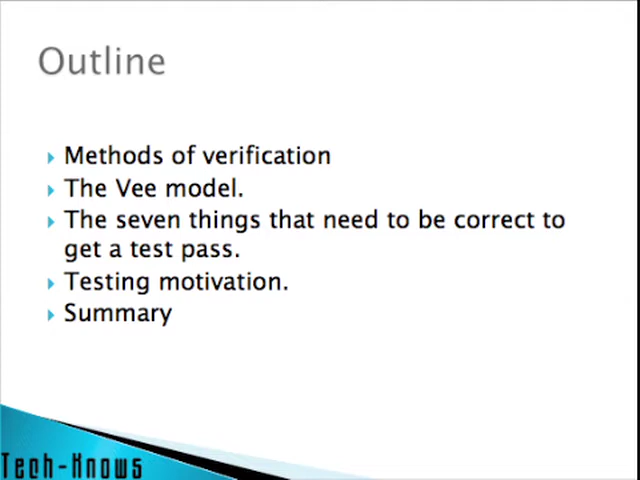 Outline
Methods of verification
The Vee model.
The seven things that need to be correct to
get a test pass.
Testing motivation.
Summary
Tech-Knows